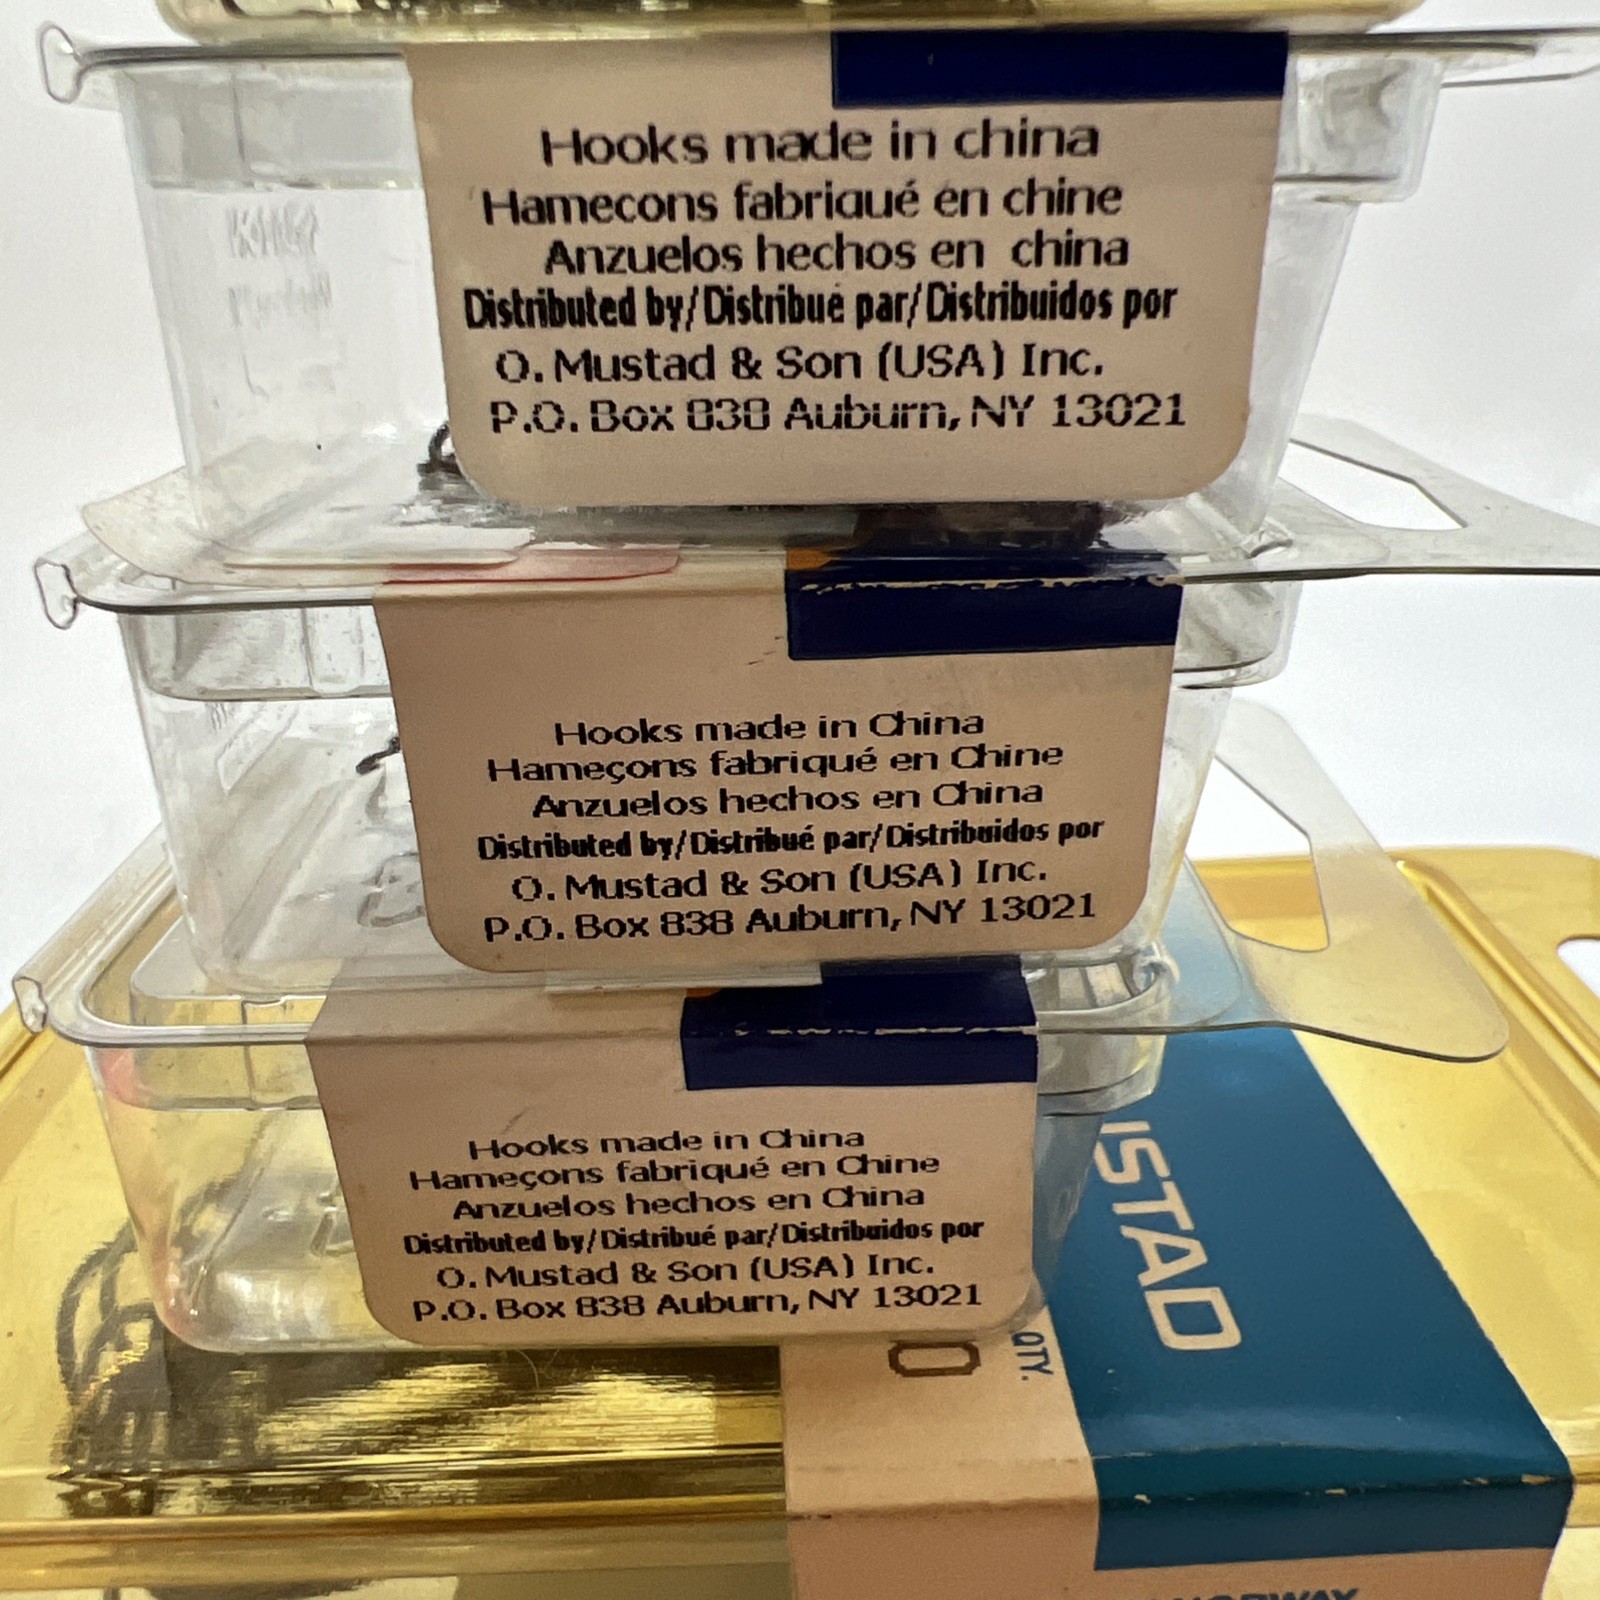 Hooks made in china
Hamecons fabriqué en chine
Anzuelos hechos en china
Distributed by/Distribué par/Distribuidos por
O. Mustad & Son (USA) Inc.
P.O. Box 838 Auburn, NY 13021
Hooks made in China
Hameçons fabriqué en Chine
Anzuelos hechos en China
Distributed by/Distribué par/Distribuidos por
O. Mustad & Son (USA) Inc.
P.O. Box 838 Auburn, NY 13021
Hooks made in China
Hameçons fabriqué en Chine
Anzuelos hechos en China
Distributed by/Distribué par/Distribuidos por
O. Mustad & Son (USA) Inc.
P.O. Box 838 Auburn, NY 13021
ISTAD
QTY.
0
NORWAY